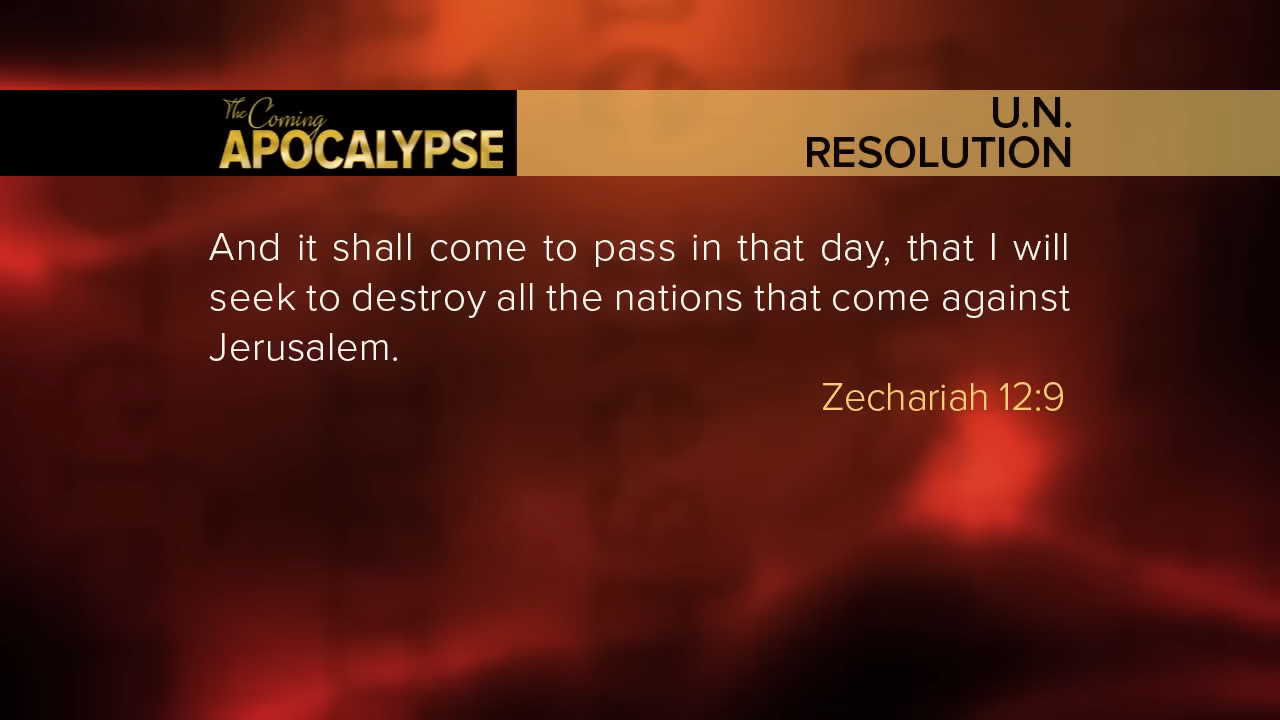 The Coming
APOCALYPSE
U.N.
RESOLUTION
And it shall come to pass in that day, that I will
seek to destroy all the nations that come against
Jerusalem.
Zechariah 12:9